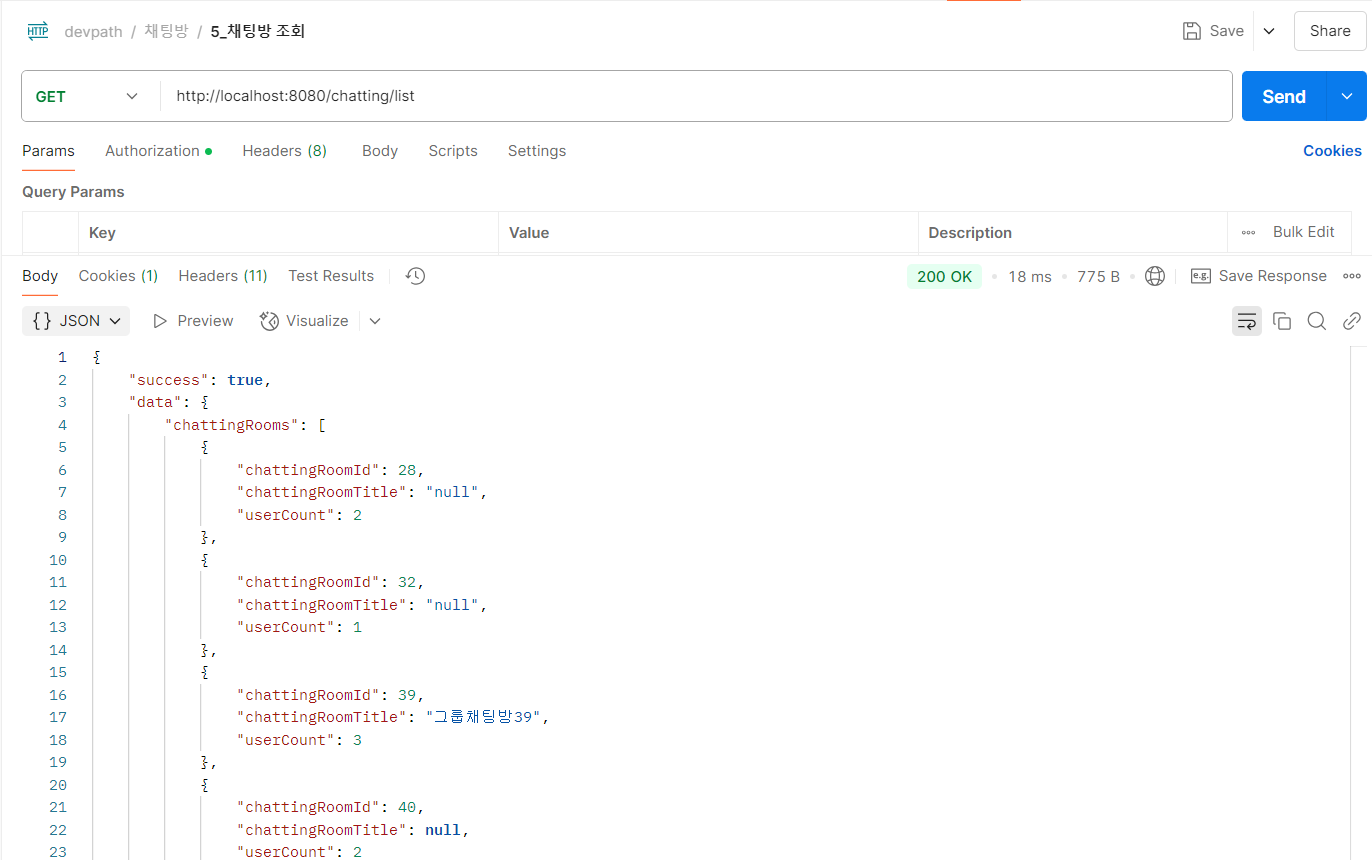 HTTP devpath / 채팅방 / 5_채팅방 조회 Save Share
GET http://localhost:8080/chatting/list Send
Params Authorization Headers (8) Body Scripts Settings Cookies
Query Params
Key Value Description Bulk Edit
Body Cookies (1) Headers (11) Test Results 200 OK 18 ms 775 B e.g. Save Response
{} JSON Preview Visualize
1 {
2 "success": true,
3 "data": {
4 "chattingRooms": [
5 {
6 "chattingRoomId": 28,
7 "chattingRoomTitle": "null",
8 "userCount": 2
9 },
10 {
11 "chattingRoomId": 32,
12 "chattingRoomTitle": "null",
13 "userCount": 1
14 },
15 {
16 "chattingRoomId": 39,
17 "chattingRoomTitle": "그룹채팅방39",
18 "userCount": 3
19 },
20 {
21 "chattingRoomId": 40,
22 "chattingRoomTitle": null,
23 "userCount": 2